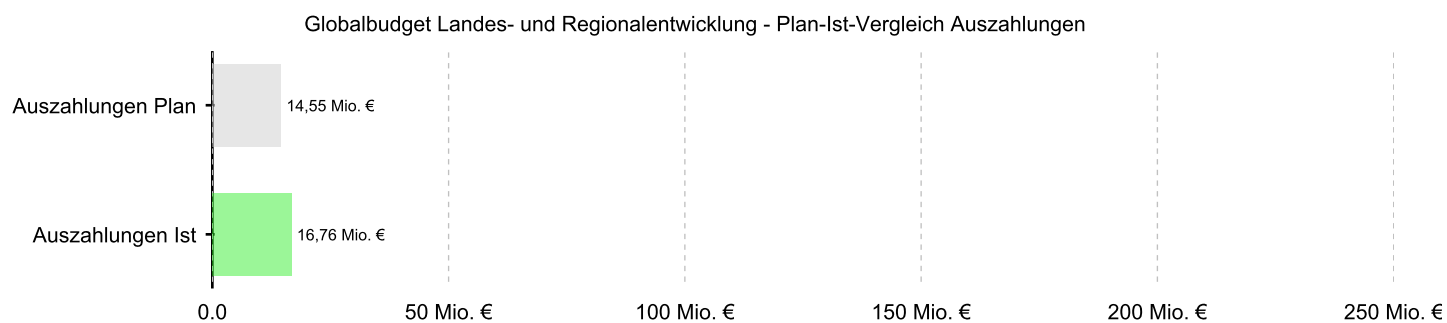 Globalbudget Landes- und Regionalentwicklung - Plan-Ist-Vergleich Auszahlungen
Auszahlungen Plan
14,55 Mio. €
Auszahlungen Ist
16,76 Mio. €
0.0
50 Mio. €
100 Mio. €
150 Mio. €
200 Mio. €
250 Mio. €